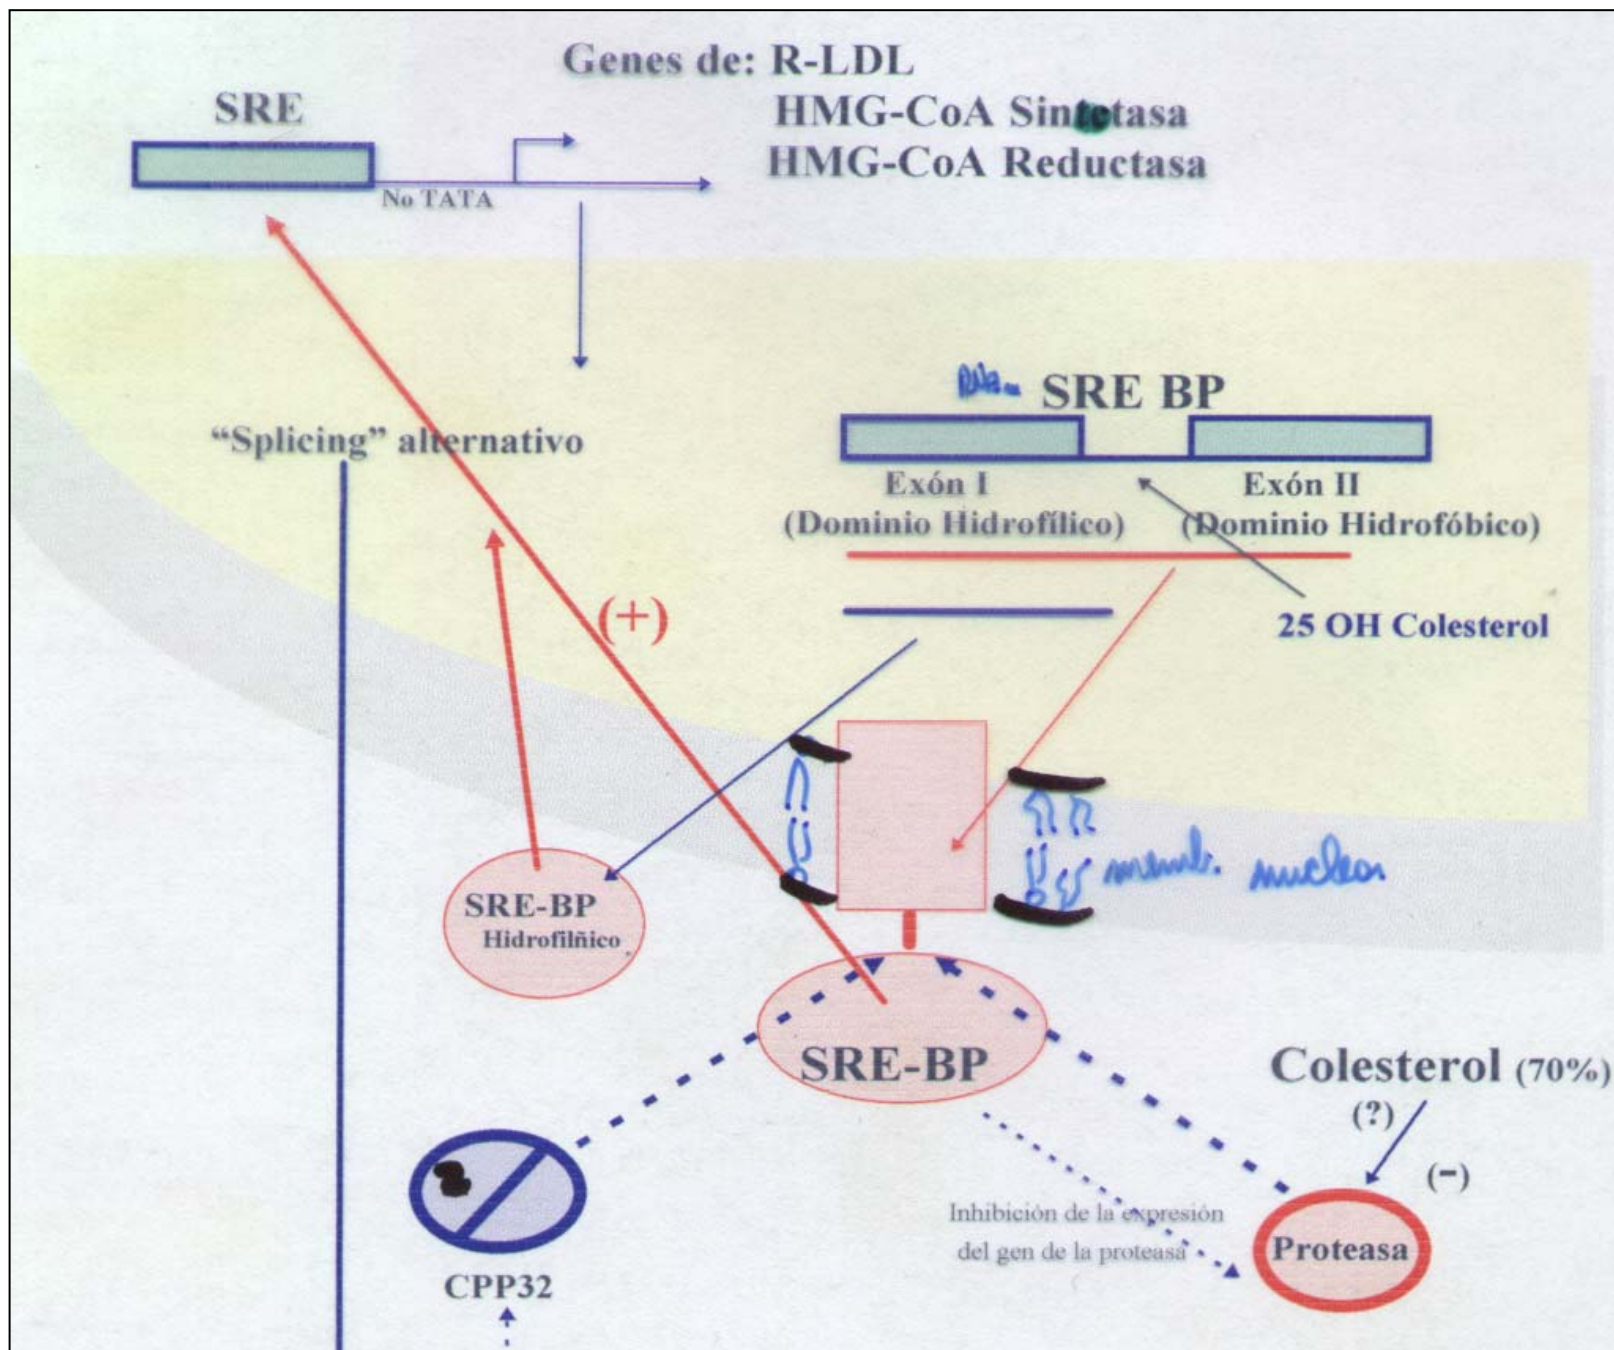 Genes de: R-LDL
HMG-CoA Sintetasa
HMG-CoA Reductasa
SRE
No TATA
"Splicing" alternativo
SRE BP
Exón I
(Dominio Hidrofílico)
Exón II
(Dominio Hidrofóbico)
25 OH Colesterol
(+)
memb. nuclear
SRE-BP
Hidrofilñico
SRE-BP
Colesterol (70%)
(?)
(-)
Inhibición de la expresión
del gen de la proteasa
Proteasa
CPP32